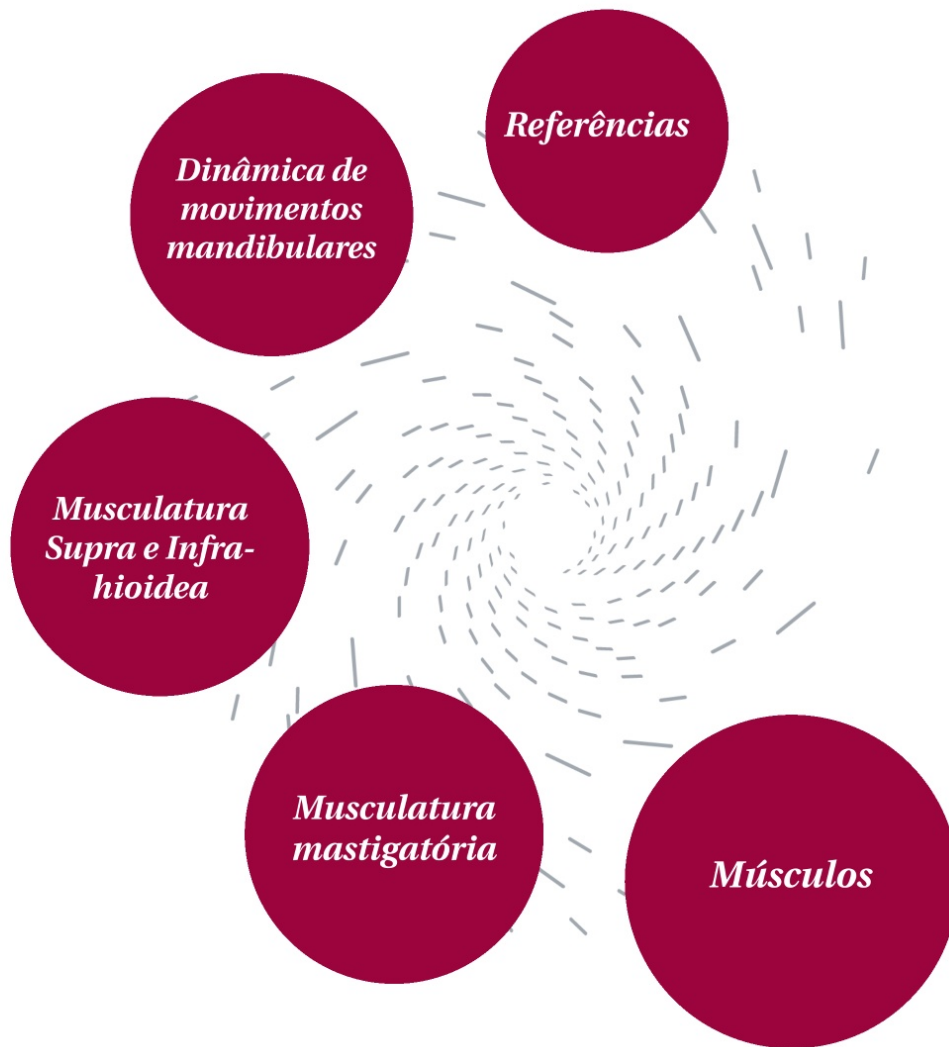 Referências
Dinâmica de
movimentos
mandibulares
Musculatura
Supra e Infra-
hioidea
Musculatura
mastigatória
Músculos